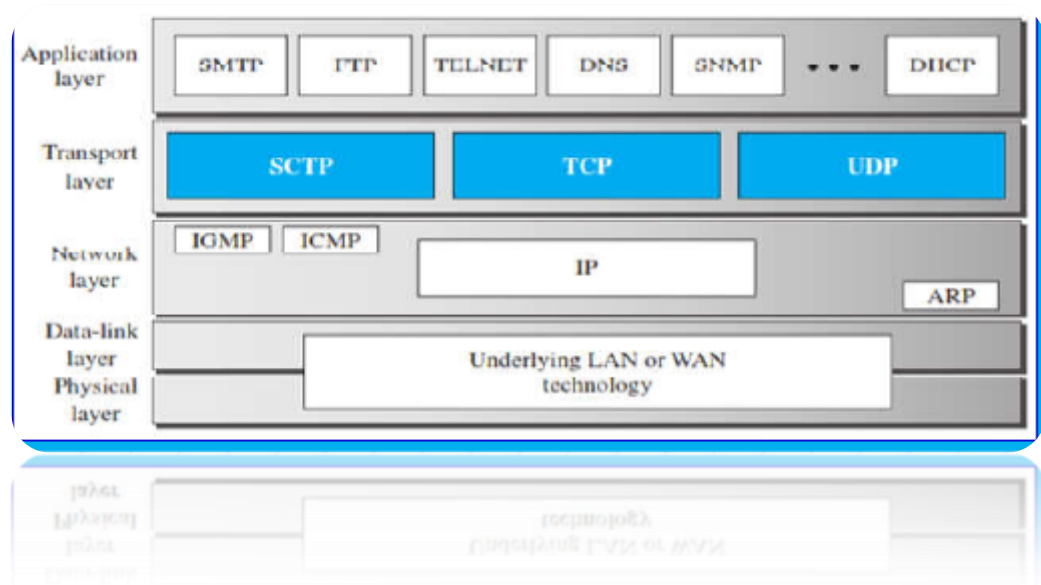 Application
layer
SMTP FTP TELNET DNS SNMP • • • DHCP
Transport
layer
SCTP TCP UDP
Network
layer
IGMP ICMP
IP
ARP
Data-link
layer
Physical
layer
Underlying LAN or WAN
technology